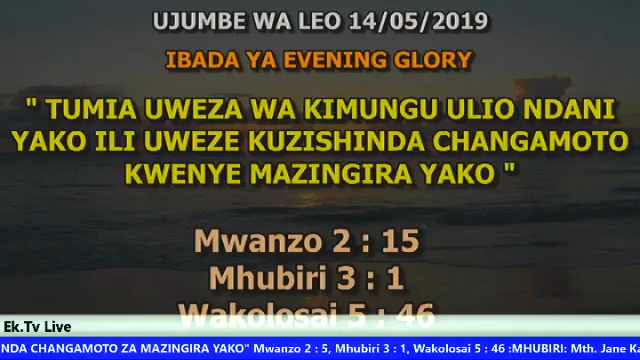 UJUMBE WA LEO 14/05/2019
IBADA YA EVENING GLORY
" TUMIA UWEZA WA KIMUNGU ULIO NDANI
YAKO ILI UWEZE KUZISHINDA CHANGAMOTO
KWENYE MAZINGIRA YAKO "
Mwanzo 2 : 15
Mhubiri 3 : 1
Wakolosai 5 : 46
Ek.Tv Live
NDA CHANGAMOTO ZA MAZINGIRA YAKO" Mwanzo 2 : 5, Mhubiri 3 : 1, Wakolosai 5 : 46 :MHUBIRI: Mth. Jane